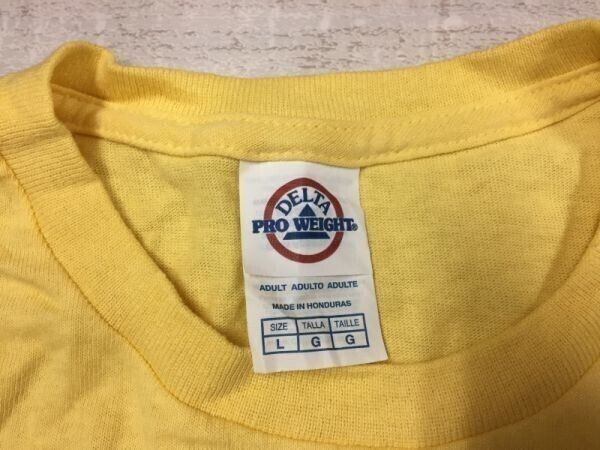 DELTA
PRO WEIGHT®
ADULT ADULTO ADULTE
MADE IN HONDURAS
SIZE TALLA TAILLE
L G G